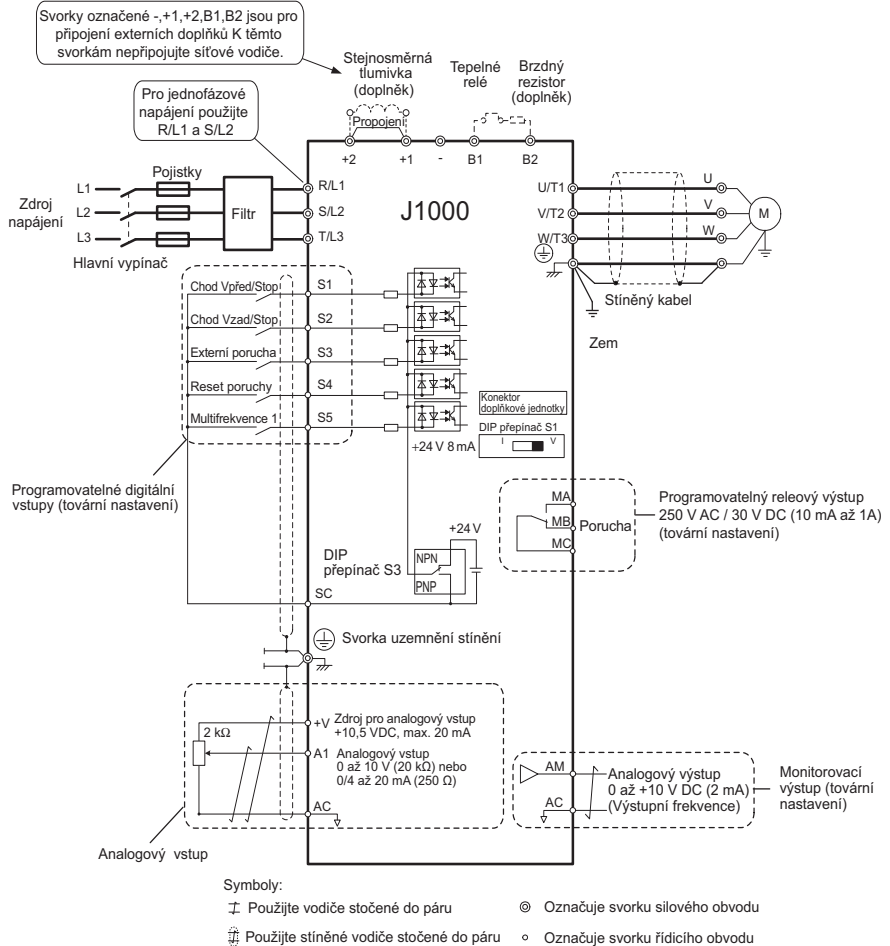 Svorky označené -,+1,+2,B1,B2 jsou pro
připojení externích doplňků K těmto
svorkám nepřipojujte síťové vodiče.
Stejnosměrná
tlumivka
(doplněk)
Tepelné
relé
Brzdný
rezistor
(doplněk)
Pro jednofázové
napájení použijte
R/L1 a S/L2
Propojení
+2 +1 - B1 B2
Pojistky
Zdroj
napájení
L1
L2
L3
Filtr
R/L1
S/L2
T/L3
Hlavní vypínač
J1000
U/T1
V/T2
W/T3
U
V
W
M
Stíněný kabel
Zem
Chod Vpřed/Stop S1
Chod Vzad/Stop S2
Externí porucha S3
Reset poruchy S4
Multifrekvence 1 S5
Konektor
doplňkové jednotky
DIP přepínač S1
I V
+24 V 8 mA
Programovatelné digitální
vstupy (tovární nastavení)
MA
MB
MC
Porucha
Programovatelný releový výstup
250 V AC / 30 V DC (10 mA až 1A)
(tovární nastavení)
+24 V
DIP
přepínač S3
NPN
PNP
SC
Svorka uzemnění stínění
2 kΩ
+V Zdroj pro analogový vstup
+10,5 VDC, max. 20 mA
A1 Analogový vstup
0 až 10 V (20 kΩ) nebo
0/4 až 20 mA (250 Ω)
AC
Analogový vstup
AM
AC
Analogový výstup
0 až +10 V DC (2 mA)
(Výstupní frekvence)
Monitorovací
výstup (tovární
nastavení)
Symboly:
Použijte vodiče stočené do páru
Označuje svorku silového obvodu
Použijte stíněné vodiče stočené do páru
Označuje svorku řídicího obvodu